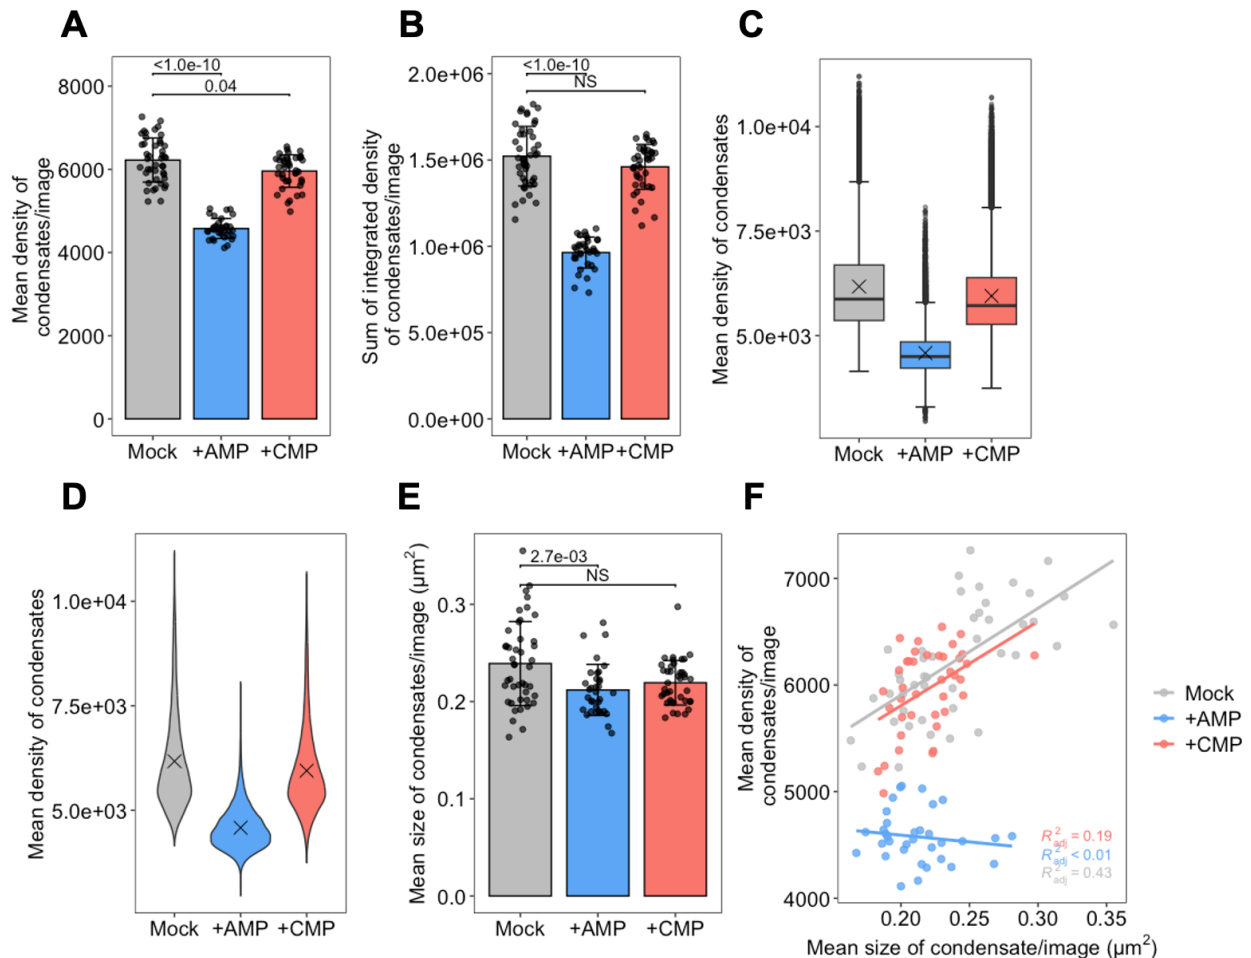 A
Mean density of
condensates/image
8000
6000
4000
2000
0
<1.0e-10
0.04
Mock +AMP +CMP
B
Sum of integrated density
of condensates/image
2.0e+06
1.5e+06
1.0e+06
5.0e+05
0.0e+00
<1.0e-10
NS
Mock +AMP +CMP
C
Mean density of condensates
1.0e+04
7.5e+03
5.0e+03
Mock +AMP +CMP
D
Mean density of condensates
1.0e+04
7.5e+03
5.0e+03
Mock +AMP +CMP
E
Mean size of condensates/image (µm²)
0.3
0.2
0.1
0.0
2.7e-03
NS
Mock +AMP +CMP
F
Mean density of
condensates/image
7000
6000
5000
4000
R²adj = 0.19
R²adj < 0.01
R²adj = 0.43
0.20 0.25 0.30 0.35
Mean size of condensate/image (µm²)
Mock
+AMP
+CMP